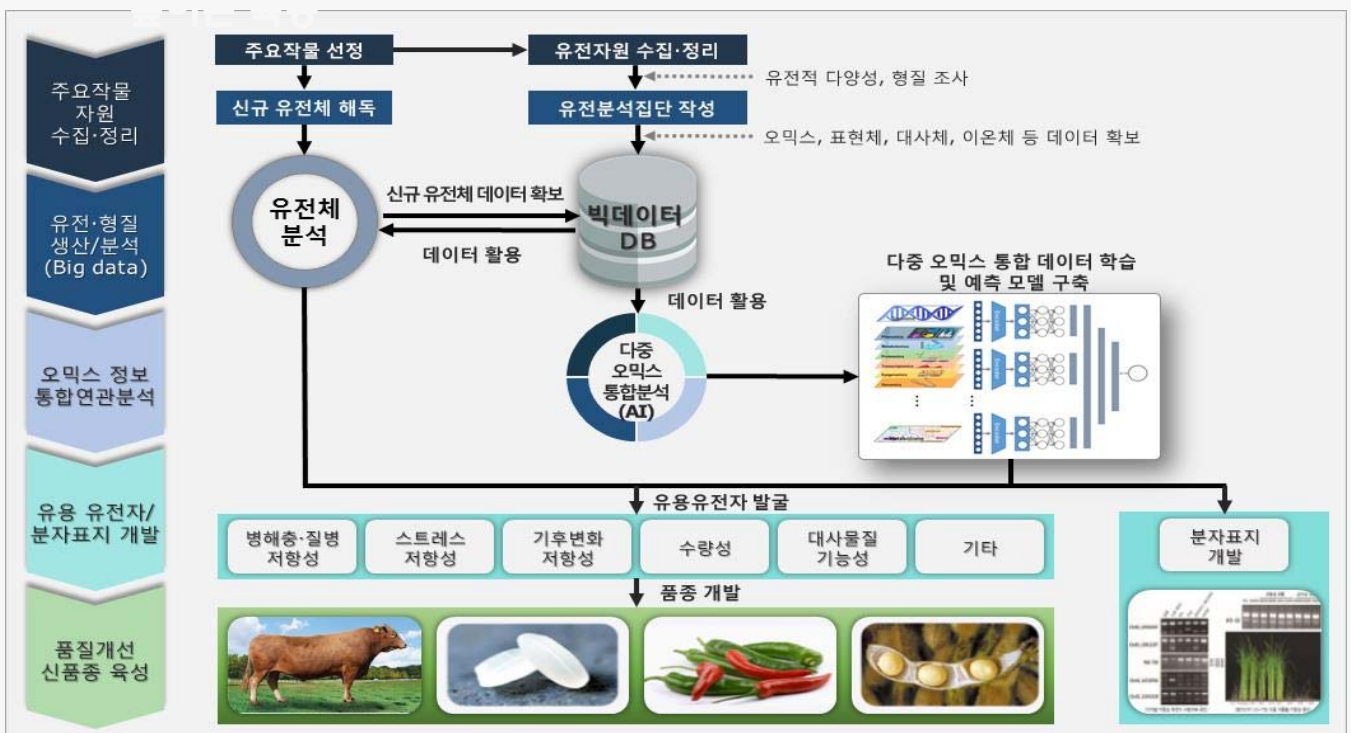 주요작물
자원
수집·정리
유전·형질
생산/분석
(Big data)
오믹스 정보
통합연관분석
유용 유전자/
분자표지 개발
품질개선
신품종 육성
주요작물 선정
유전자원 수집·정리
유전적 다양성, 형질 조사
신규 유전체 해독
유전분석집단 작성
오믹스, 표현체, 대사체, 이온체 등 데이터 확보
유전체
분석
신규 유전체 데이터 확보
데이터 활용
빅데이터
DB
데이터 활용
다중
오믹스
통합분석
(AI)
다중 오믹스 통합 데이터 학습
및 예측 모델 구축
Encoder
Encoder
Encoder
유용유전자 발굴
병해충·질병
저항성
스트레스
저항성
기후변화
저항성
수량성
대사물질
기능성
기타
분자표지
개발
품종 개발